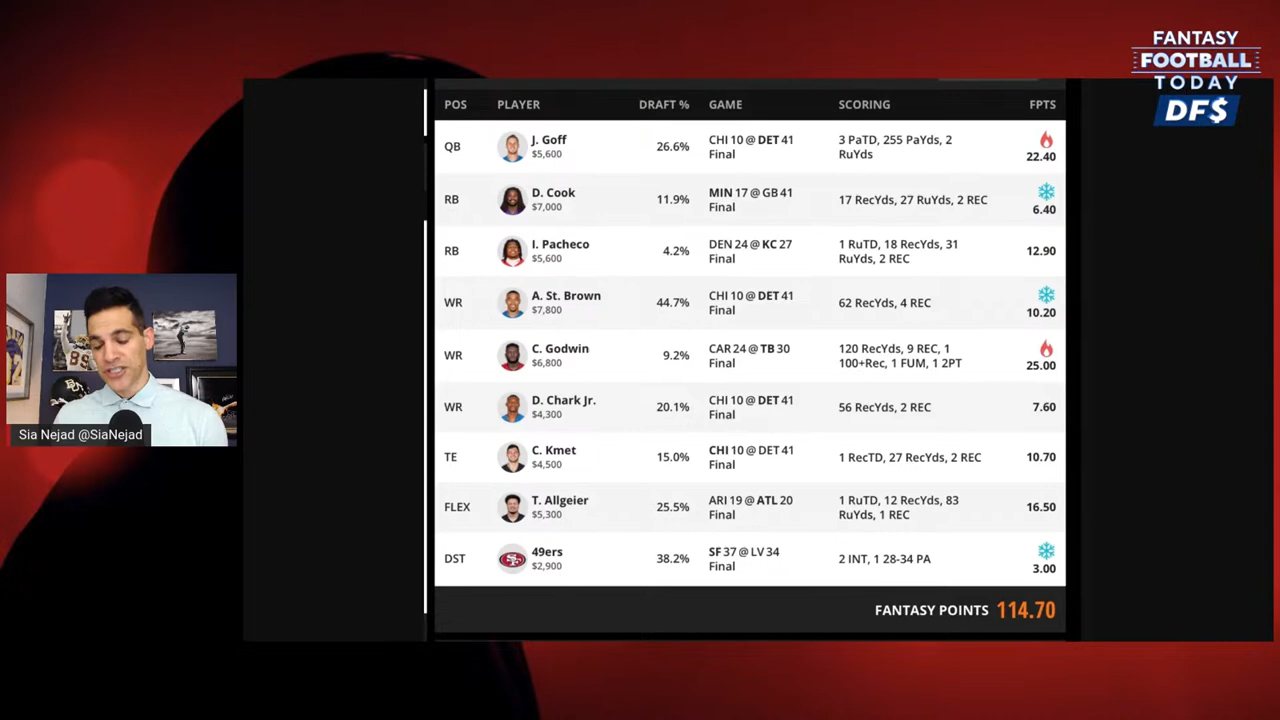 FANTASY
FOOTBALL
TODAY
DF$
POS PLAYER DRAFT % GAME SCORING FPTS
QB J. Goff $5,600 26.6% CHI 10 @ DET 41 Final 3 PaTD, 255 PaYds, 2 RuYds 22.40
RB D. Cook $7,000 11.9% MIN 17 @ GB 41 Final 17 RecYds, 27 RuYds, 2 REC 6.40
RB I. Pacheco $5,600 4.2% DEN 24 @ KC 27 Final 1 RuTD, 18 RecYds, 31 RuYds, 2 REC 12.90
WR A. St. Brown $7,800 44.7% CHI 10 @ DET 41 Final 62 RecYds, 4 REC 10.20
WR C. Godwin $6,800 9.2% CAR 24 @ TB 30 Final 120 RecYds, 9 REC, 1 100+Rec, 1 FUM, 1 2PT 25.00
WR D. Chark Jr. $4,300 20.1% CHI 10 @ DET 41 Final 56 RecYds, 2 REC 7.60
TE C. Kmet $4,500 15.0% CHI 10 @ DET 41 Final 1 RecTD, 27 RecYds, 2 REC 10.70
FLEX T. Allgeier $5,300 25.5% ARI 19 @ ATL 20 Final 1 RuTD, 12 RecYds, 83 RuYds, 1 REC 16.50
DST 49ers $2,900 38.2% SF 37 @ LV 34 Final 2 INT, 1 28-34 PA 3.00
FANTASY POINTS 114.70
89
Sia Nejad @SiaNejad